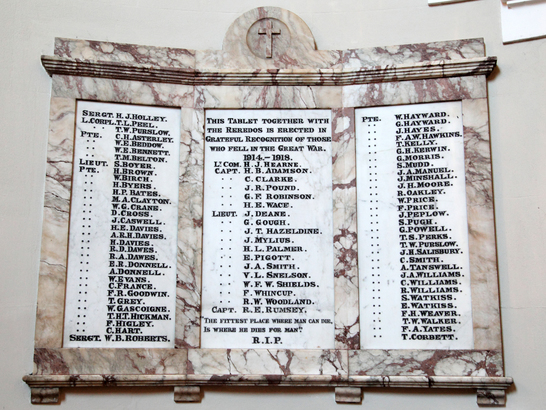 SERGT. H. J. HOLLEY.
L. CORPL. T. L. PEEL.
" T. W. PURSLOW.
PTE. C. H. ASTERLEY.
" W. E. BEDDOW.
" W. E. BENNETT.
" T. M. BELTON.
LIEUT. S. BOYER.
PTE. H. BROWN.
" W. BIRCH.
" H. BYERS.
" H. P. BATES.
" M. A. CLAYTON.
" W. G. CRANE.
" D. CROSS.
" J. CASWELL.
" H. E. DAVIES.
" A. R. H. DAVIES.
" H. DAVIES.
" R. D. DAWES.
" R. A. DAWES.
" E. R. DONNELL.
" A. DONNELL.
" W. EVANS.
" C. FRANCE.
" F. R. GOODWIN.
" T. GREY.
" W. GASCOIGNE.
" T. H. T. HICKMAN.
" F. HIGLEY.
" C. HART.
SERGT. W. B. ROBERTS.
THIS TABLET TOGETHER WITH
THE REREDOS IS ERECTED IN
GRATEFUL RECOGNITION OF THOSE
WHO FELL IN THE GREAT WAR.
1914.–1918.
LT. COM. H. J. HEARNE.
CAPT. H. B. ADAMSON.
" C. CLARKE.
" J. R. POUND.
" G. F. ROBINSON.
" H. E. WACE.
LIEUT. J. DEANE.
" G. GOUGH.
" J. T. HAZELDINE.
" J. MYLIUS.
" H. L. PALMER.
" E. PIGOTT.
" J. A. SMITH.
" V. L. SNELSON.
" W. F. W. SHIELDS.
" F. WHINCUP.
" R. W. WOODLAND.
CAPT. R. E. RUMSEY.
"THE FITTEST PLACE WHERE MAN CAN DIE,
IS WHERE HE DIES FOR MAN."
R.I.P.
PTE. W. HAYWARD.
" G. HAYWARD.
" J. HAYES.
" F. A. W. HAWKINS.
" T. KELLY.
" G. H. KERWIN.
" G. MORRIS.
" S. MUDD.
" J. A. MANUEL.
" J. MINSHALL.
" J. H. MOORE.
" R. OAKLEY.
" W. PRICE.
" F. PRICE.
" J. PEPLOW.
" S. PUGH.
" G. POWELL.
" T. S. PERKS.
" T. W. PURSLOW.
" J. H. SALISBURY.
" C. SMITH.
" A. TANSWELL.
" J. A. WILLIAMS.
" C. WILLIAMS.
" R. WILLIAMS.
" S. WATKISS.
" E. WATKISS.
" F. H. WEAVER.
" T. W. WALKER.
" F. A. YATES.
" T. CORBETT.